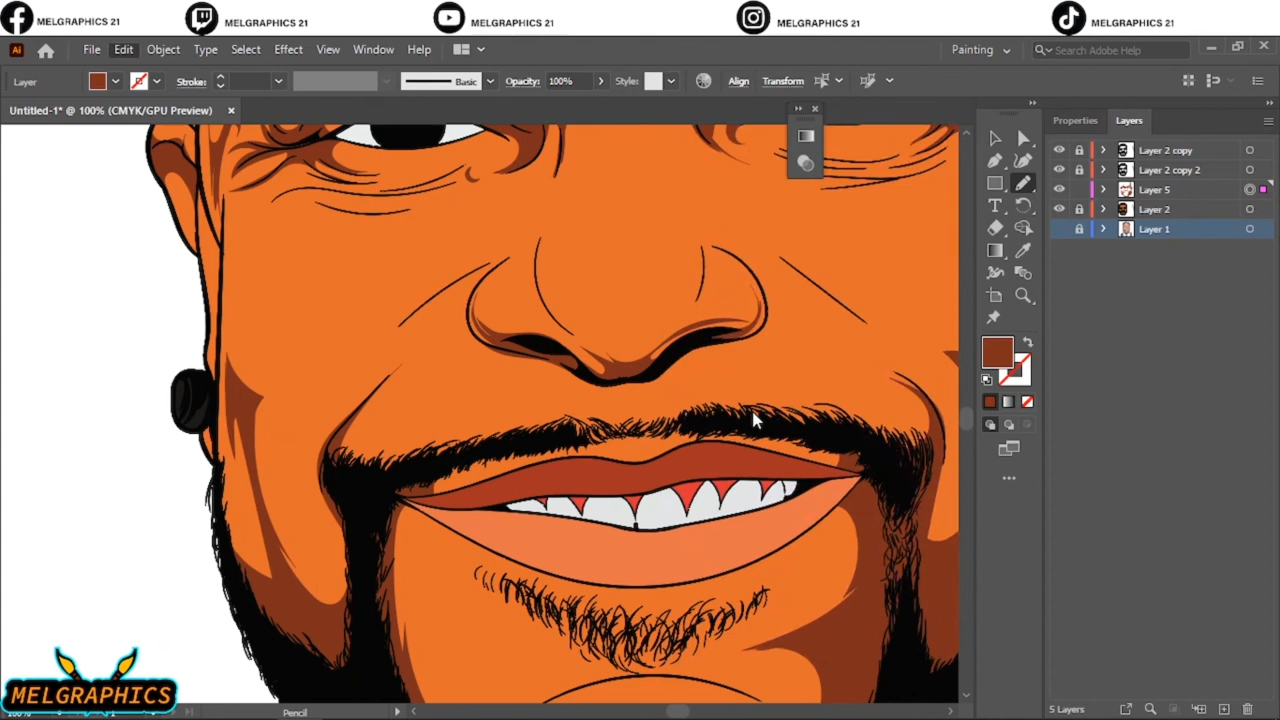 MELGRAPHICS 21
MELGRAPHICS 21
MELGRAPHICS 21
MELGRAPHICS 21
MELGRAPHICS 21
Ai File Edit Object Type Select Effect View Window Help Painting Search Adobe Help
Layer Stroke: Basic Opacity: 100% Style: Align Transform
Untitled-1* @ 100% (CMYK/GPU Preview)
Properties Layers
Layer 2 copy
Layer 2 copy 2
Layer 5
Layer 2
Layer 1
T
MELGRAPHICS
Pencil
5 Layers